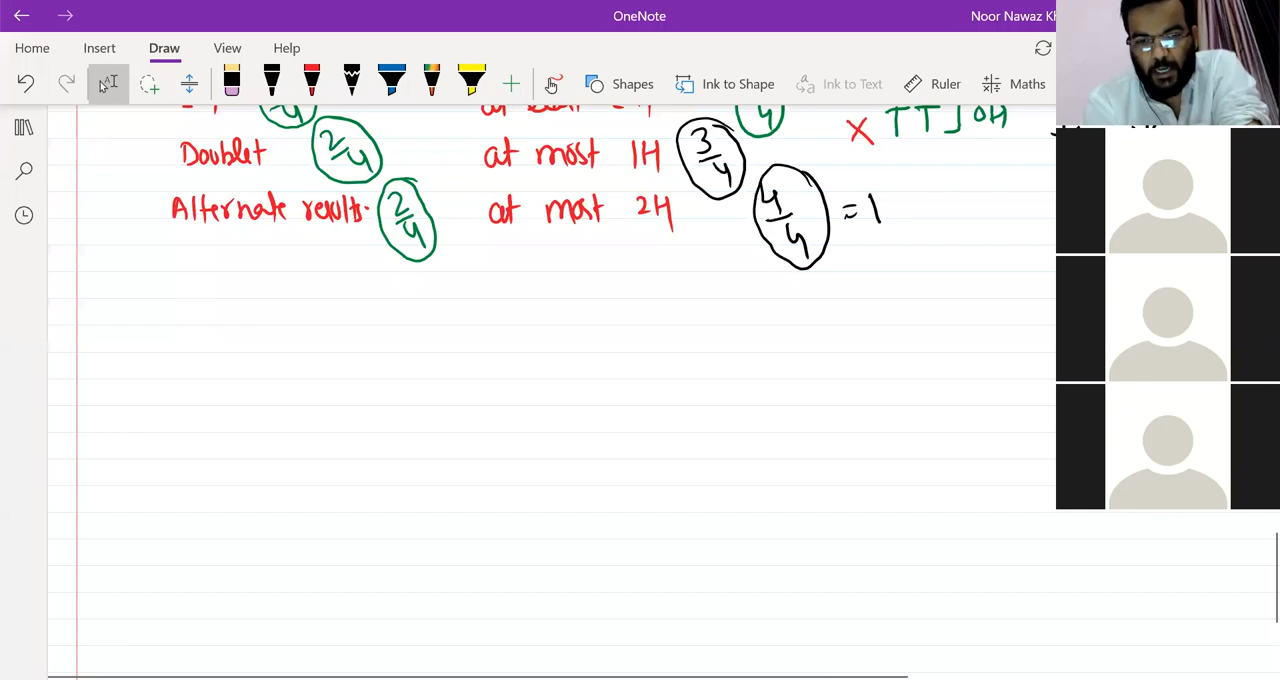 OneNote
Noor Nawaz Kh
Home Insert Draw View Help
Shapes Ink to Shape Ink to Text Ruler Maths
X TT] OH
Doublet 2/4 at most 1H 3/4
Alternate results. 2/4 at most 2H 4/4 = 1